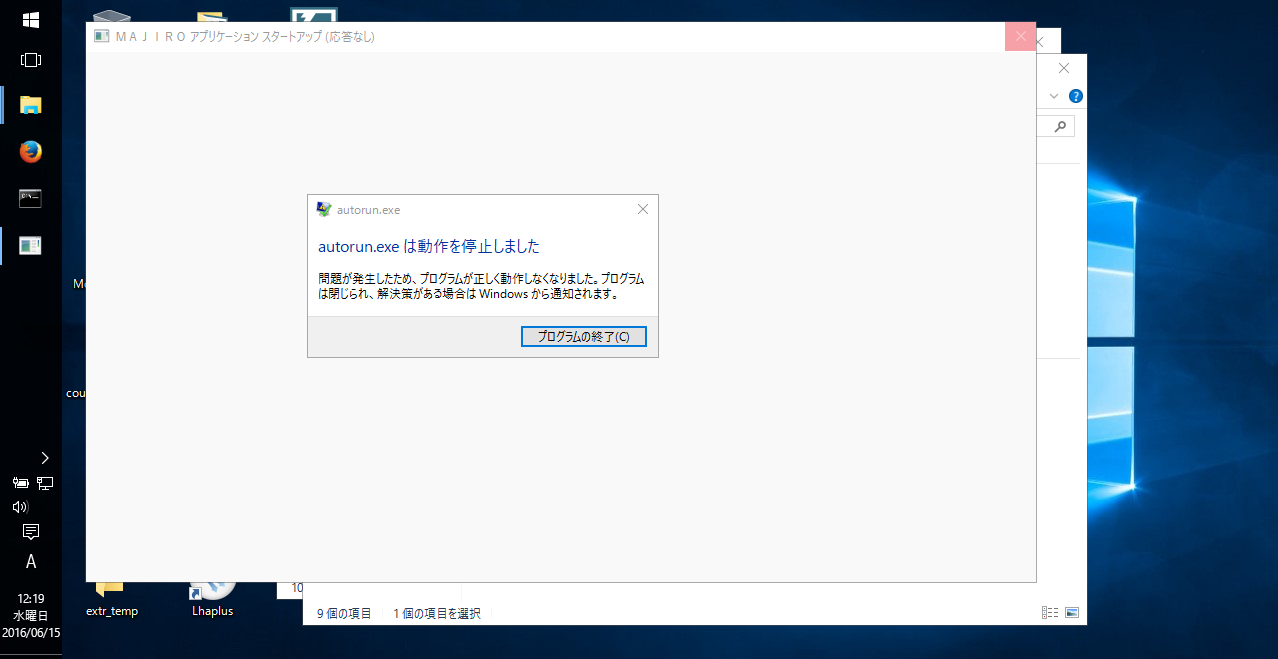 ＭＡＪＩＲＯ アプリケーション スタートアップ (応答なし)
?
autorun.exe
autorun.exe は動作を停止しました
問題が発生したため、プログラムが正しく動作しなくなりました。プログラム
は閉じられ、解決策がある場合は Windows から通知されます。
プログラムの終了(C)
cou
A
12:19
水曜日
2016/06/15
extr_temp
Lhaplus
10
9 個の項目
1 個の項目を選択